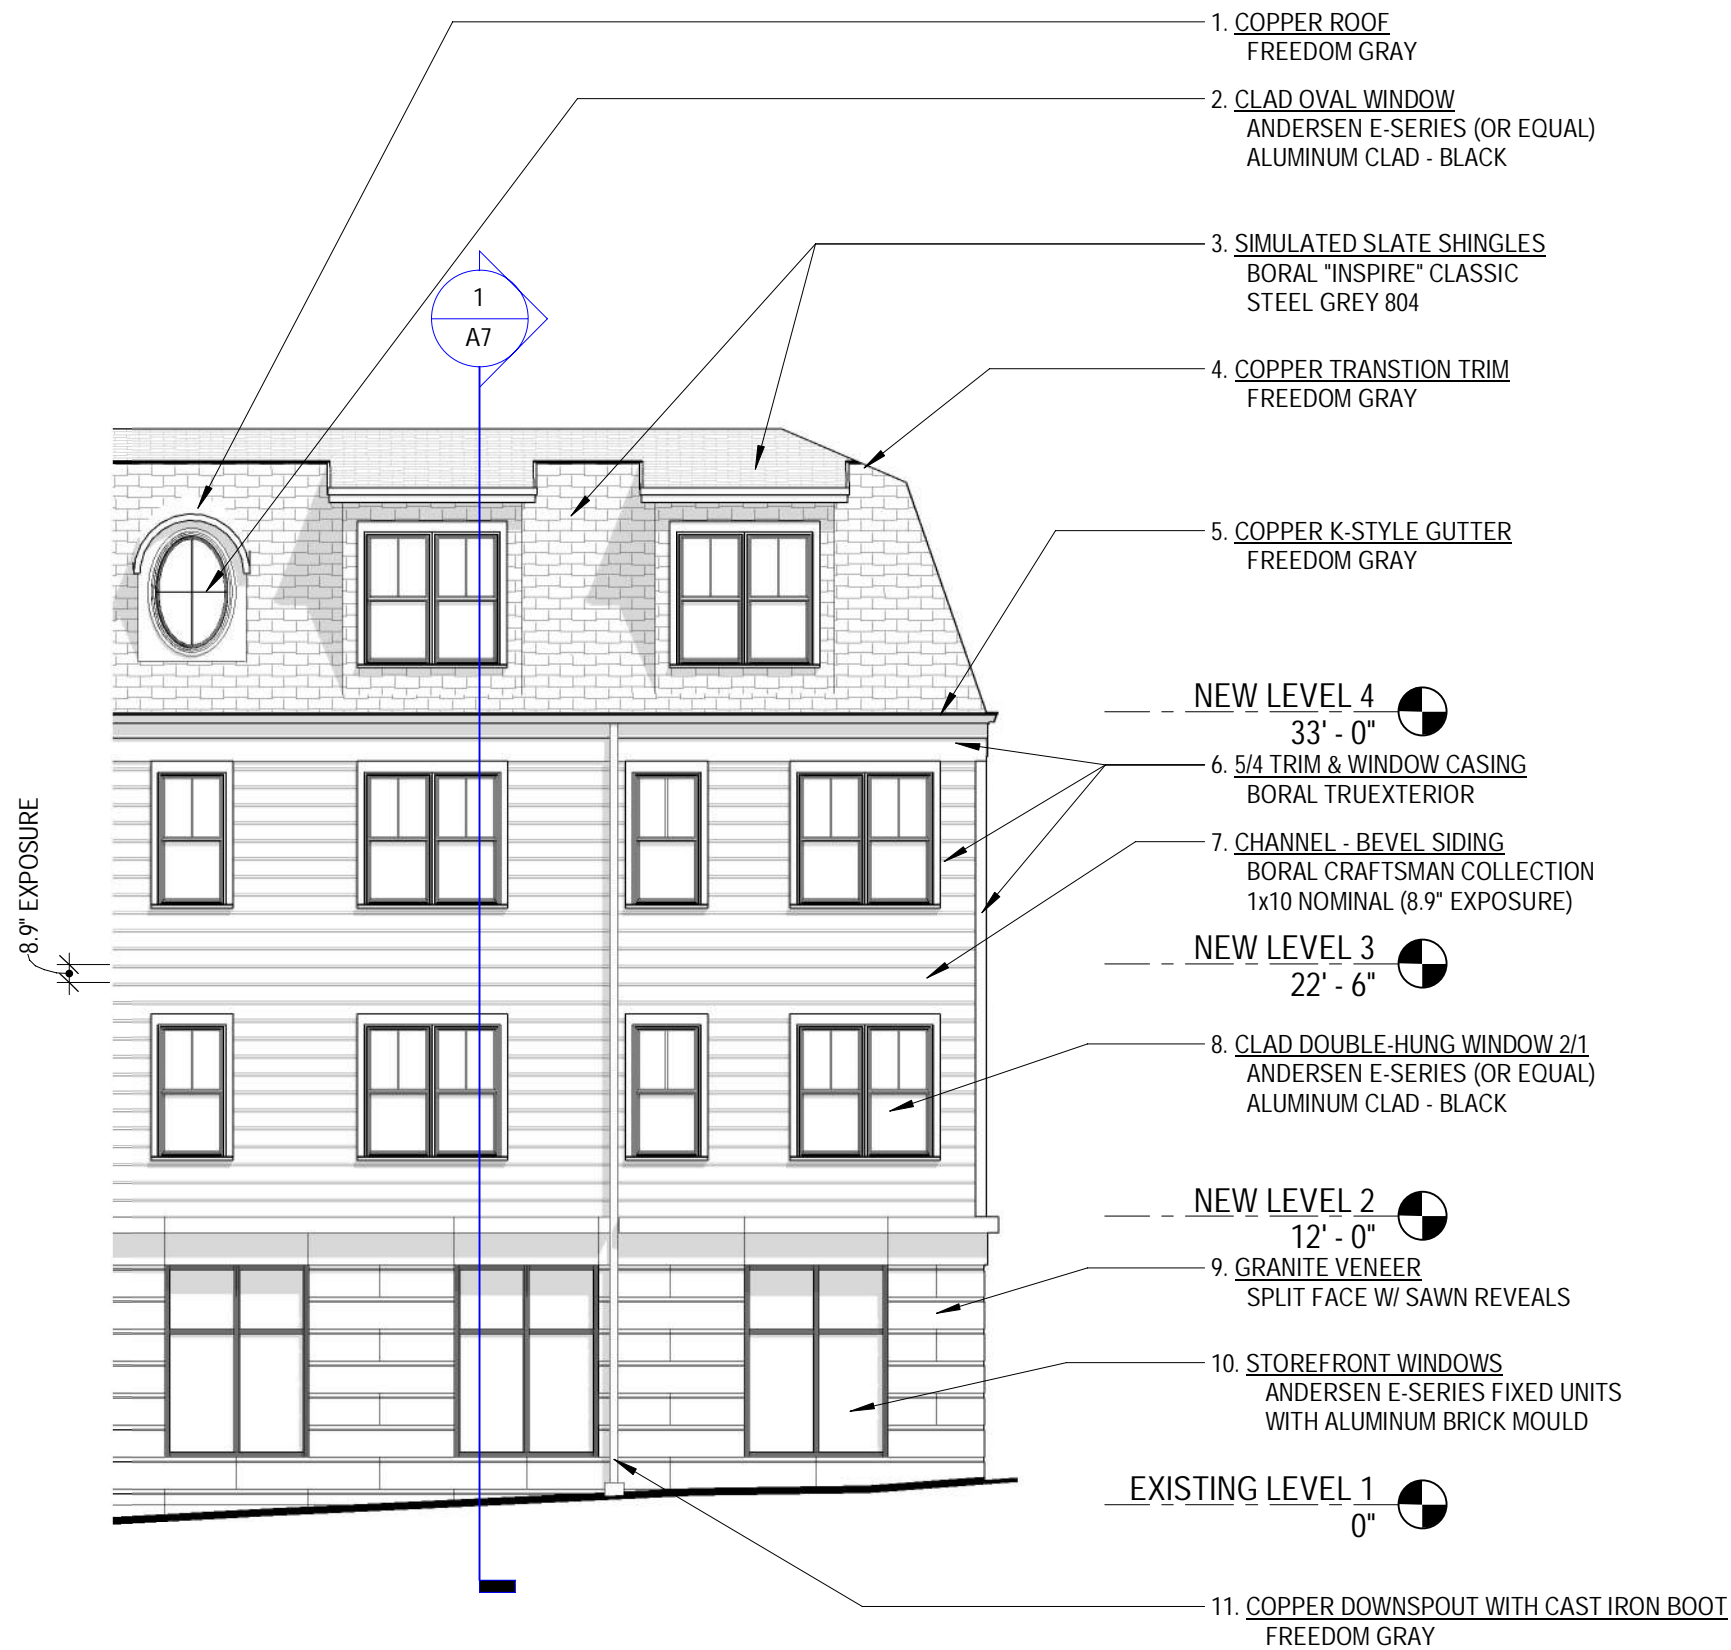 1. COPPER ROOF
FREEDOM GRAY
2. CLAD OVAL WINDOW
ANDERSEN E-SERIES (OR EQUAL)
ALUMINUM CLAD - BLACK
3. SIMULATED SLATE SHINGLES
BORAL "INSPIRE" CLASSIC
STEEL GREY 804
1
A7
4. COPPER TRANSTION TRIM
FREEDOM GRAY
5. COPPER K-STYLE GUTTER
FREEDOM GRAY
NEW LEVEL 4
33' - 0"
6. 5/4 TRIM & WINDOW CASING
BORAL TRUEXTERIOR
7. CHANNEL - BEVEL SIDING
BORAL CRAFTSMAN COLLECTION
1x10 NOMINAL (8.9" EXPOSURE)
8.9" EXPOSURE
NEW LEVEL 3
22' - 6"
8. CLAD DOUBLE-HUNG WINDOW 2/1
ANDERSEN E-SERIES (OR EQUAL)
ALUMINUM CLAD - BLACK
NEW LEVEL 2
12' - 0"
9. GRANITE VENEER
SPLIT FACE W/ SAWN REVEALS
10. STOREFRONT WINDOWS
ANDERSEN E-SERIES FIXED UNITS
WITH ALUMINUM BRICK MOULD
EXISTING LEVEL 1
0"
11. COPPER DOWNSPOUT WITH CAST IRON BOOT
FREEDOM GRAY